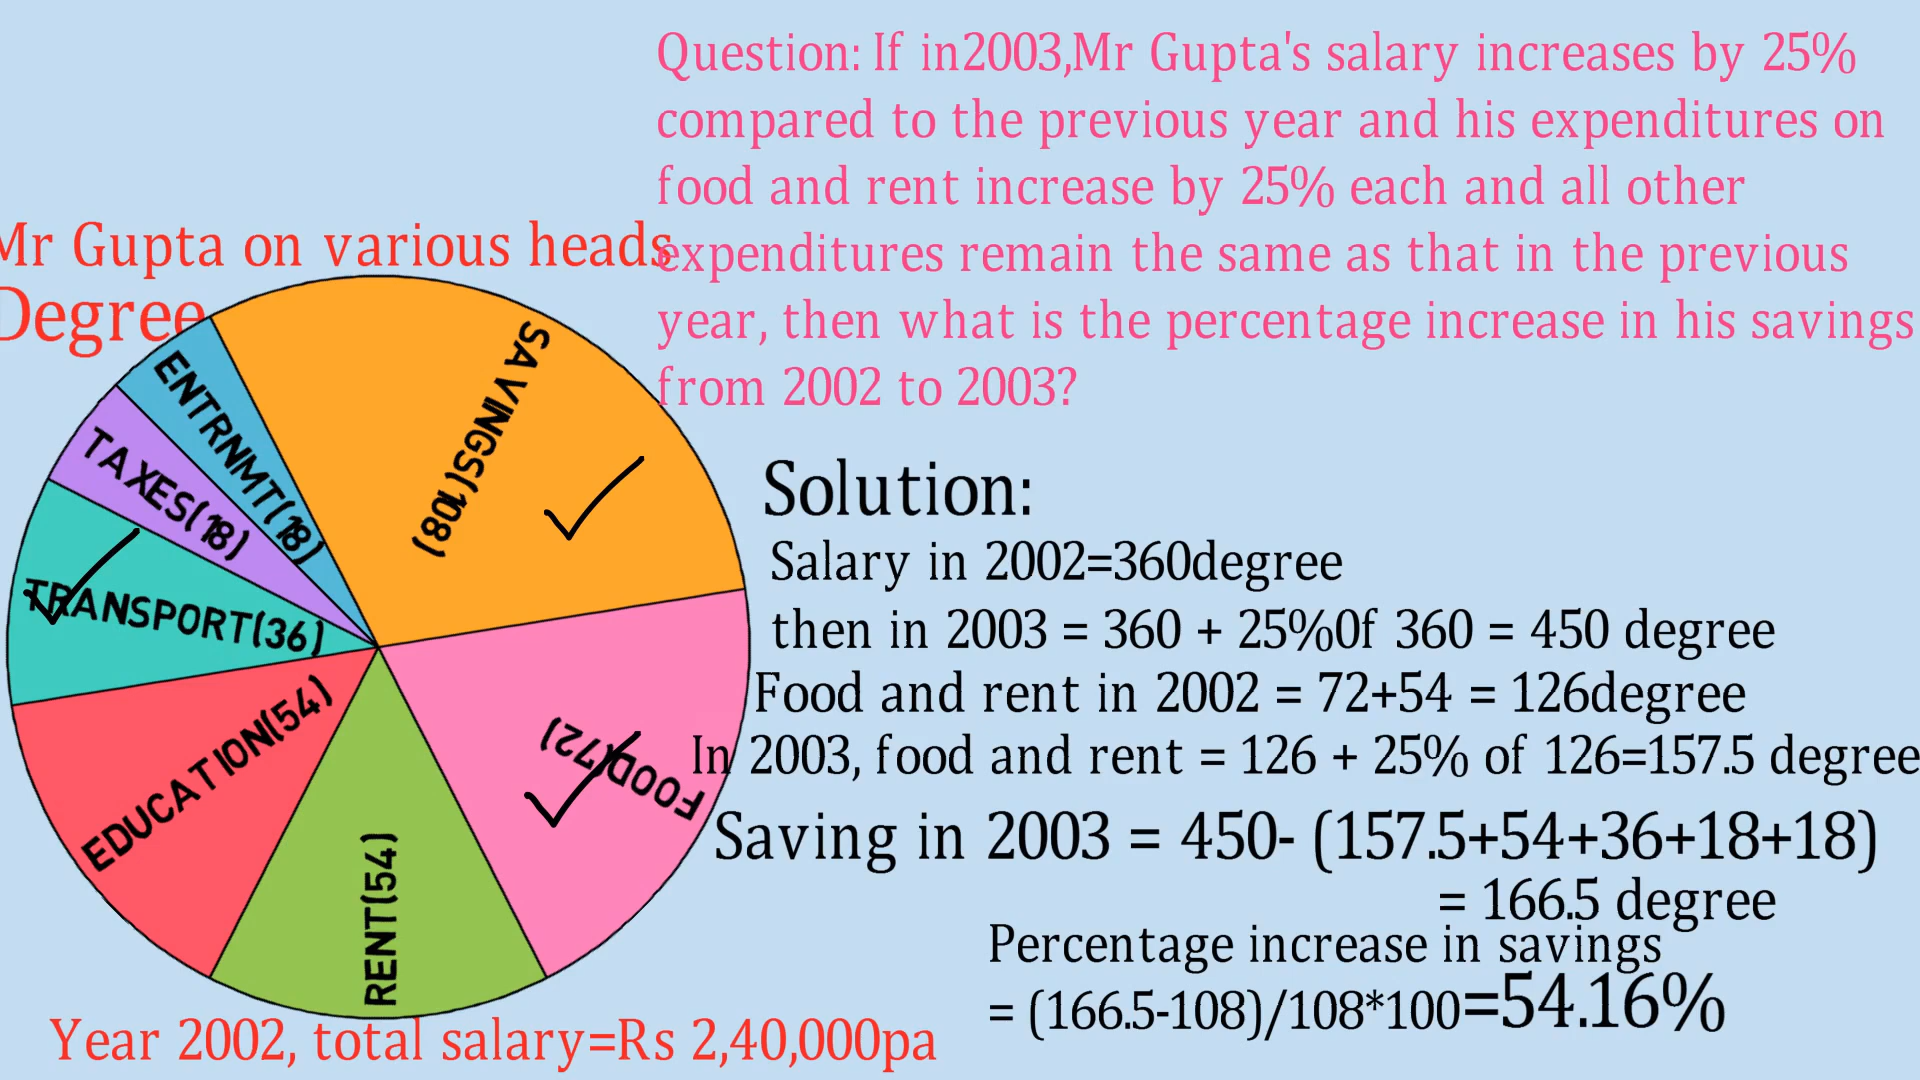 Question: If in2003,Mr Gupta's salary increases by 25%
compared to the previous year and his expenditures on
food and rent increase by 25% each and all other
expenditures remain the same as that in the previous
year, then what is the percentage increase in his savings
from 2002 to 2003?
Mr Gupta on various heads
Degree
SAVINGS(108)
ENTRNMT(18)
TAXES(18)
TRANSPORT(36)
EDUCATION(54)
RENT(54)
FOOD(72)
Solution:
Salary in 2002=360degree
then in 2003 = 360 + 25%0f 360 = 450 degree
Food and rent in 2002 = 72+54 = 126degree
In 2003, food and rent = 126 + 25% of 126=157.5 degree
Saving in 2003 = 450- (157.5+54+36+18+18)
= 166.5 degree
Percentage increase in savings
= (166.5-108)/108*100=54.16%
Year 2002, total salary=Rs 2,40,000pa